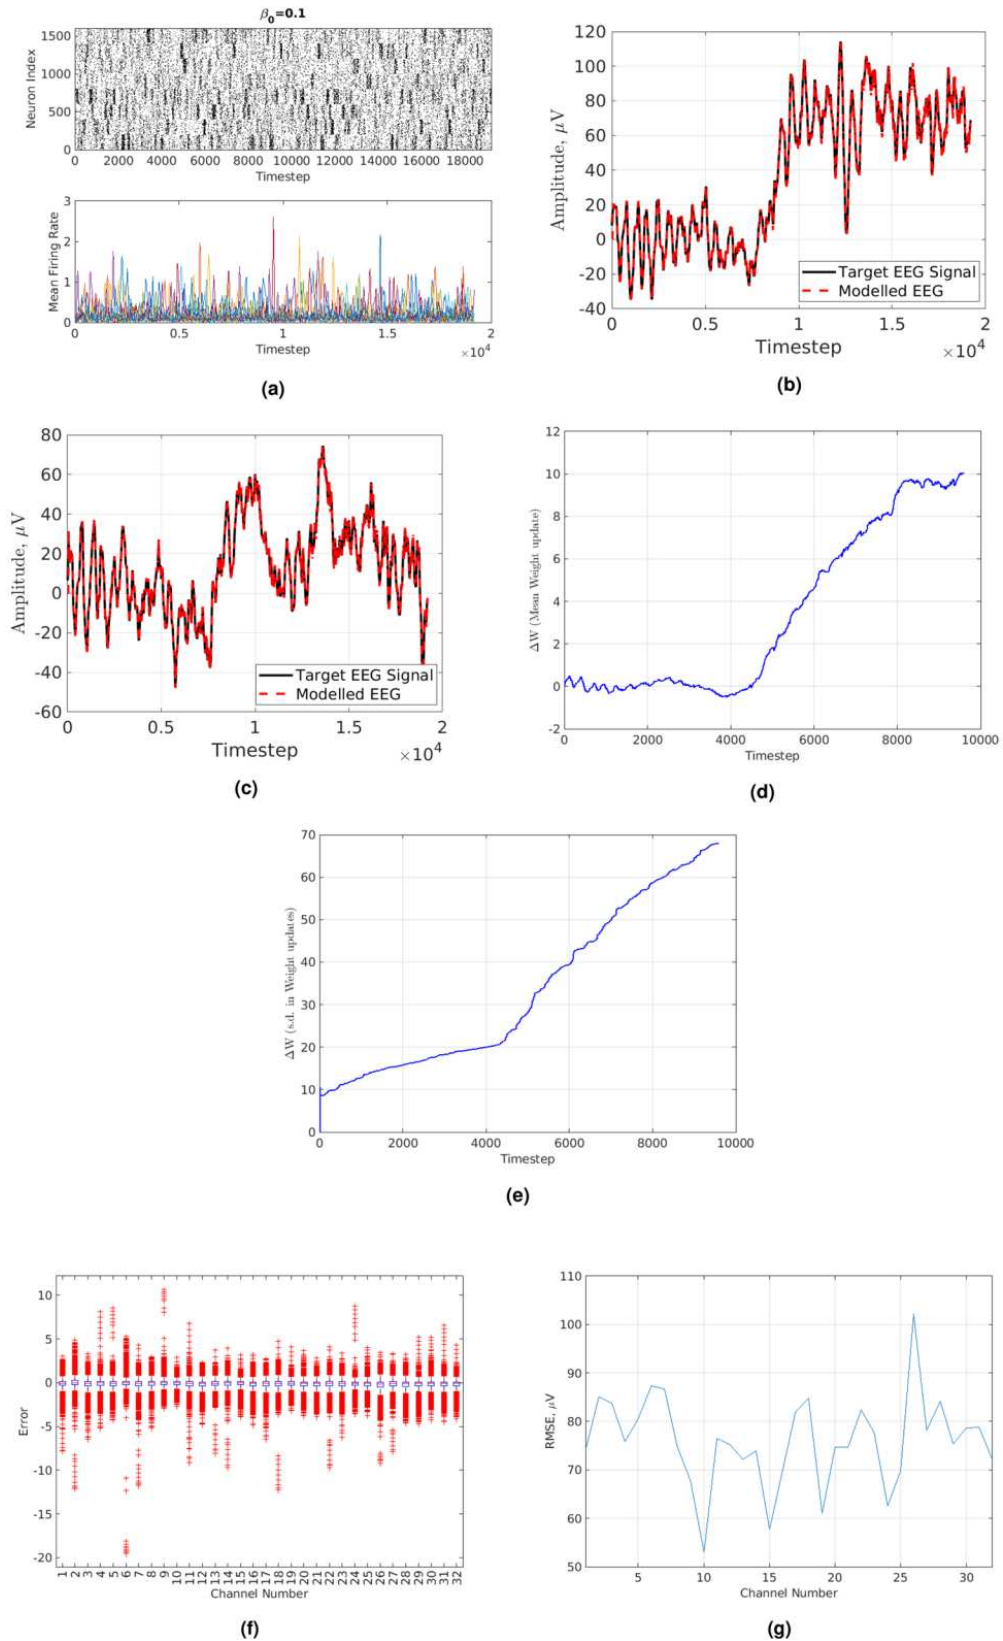 β₀=0.1
Neuron Index
1500
1000
500
0
0 2000 4000 6000 8000 10000 12000 14000 16000 18000
Timestep
Mean Firing Rate
3
2
1
0
0 0.5 1 1.5 2
Timestep
×10⁴
(a)
Amplitude, μV
120
100
80
60
40
20
0
-20
-40
Target EEG Signal
Modelled EEG
0 0.5 1 1.5 2
Timestep
×10⁴
(b)
Amplitude, μV
80
60
40
20
0
-20
-40
-60
Target EEG Signal
Modelled EEG
0 0.5 1 1.5 2
Timestep
×10⁴
(c)
ΔW (Mean Weight update)
12
10
8
6
4
2
0
-2
0 2000 4000 6000 8000 10000
Timestep
(d)
ΔW (s.d. in Weight updates)
70
60
50
40
30
20
10
0
0 2000 4000 6000 8000 10000
Timestep
(e)
Error
10
5
0
-5
-10
-15
-20
1 2 3 4 5 6 7 8 9 10 11 12 13 14 15 16 17 18 19 20 21 22 23 24 25 26 27 28 29 30 31 32
Channel Number
(f)
RMSE, μV
110
100
90
80
70
60
50
5 10 15 20 25 30
Channel Number
(g)